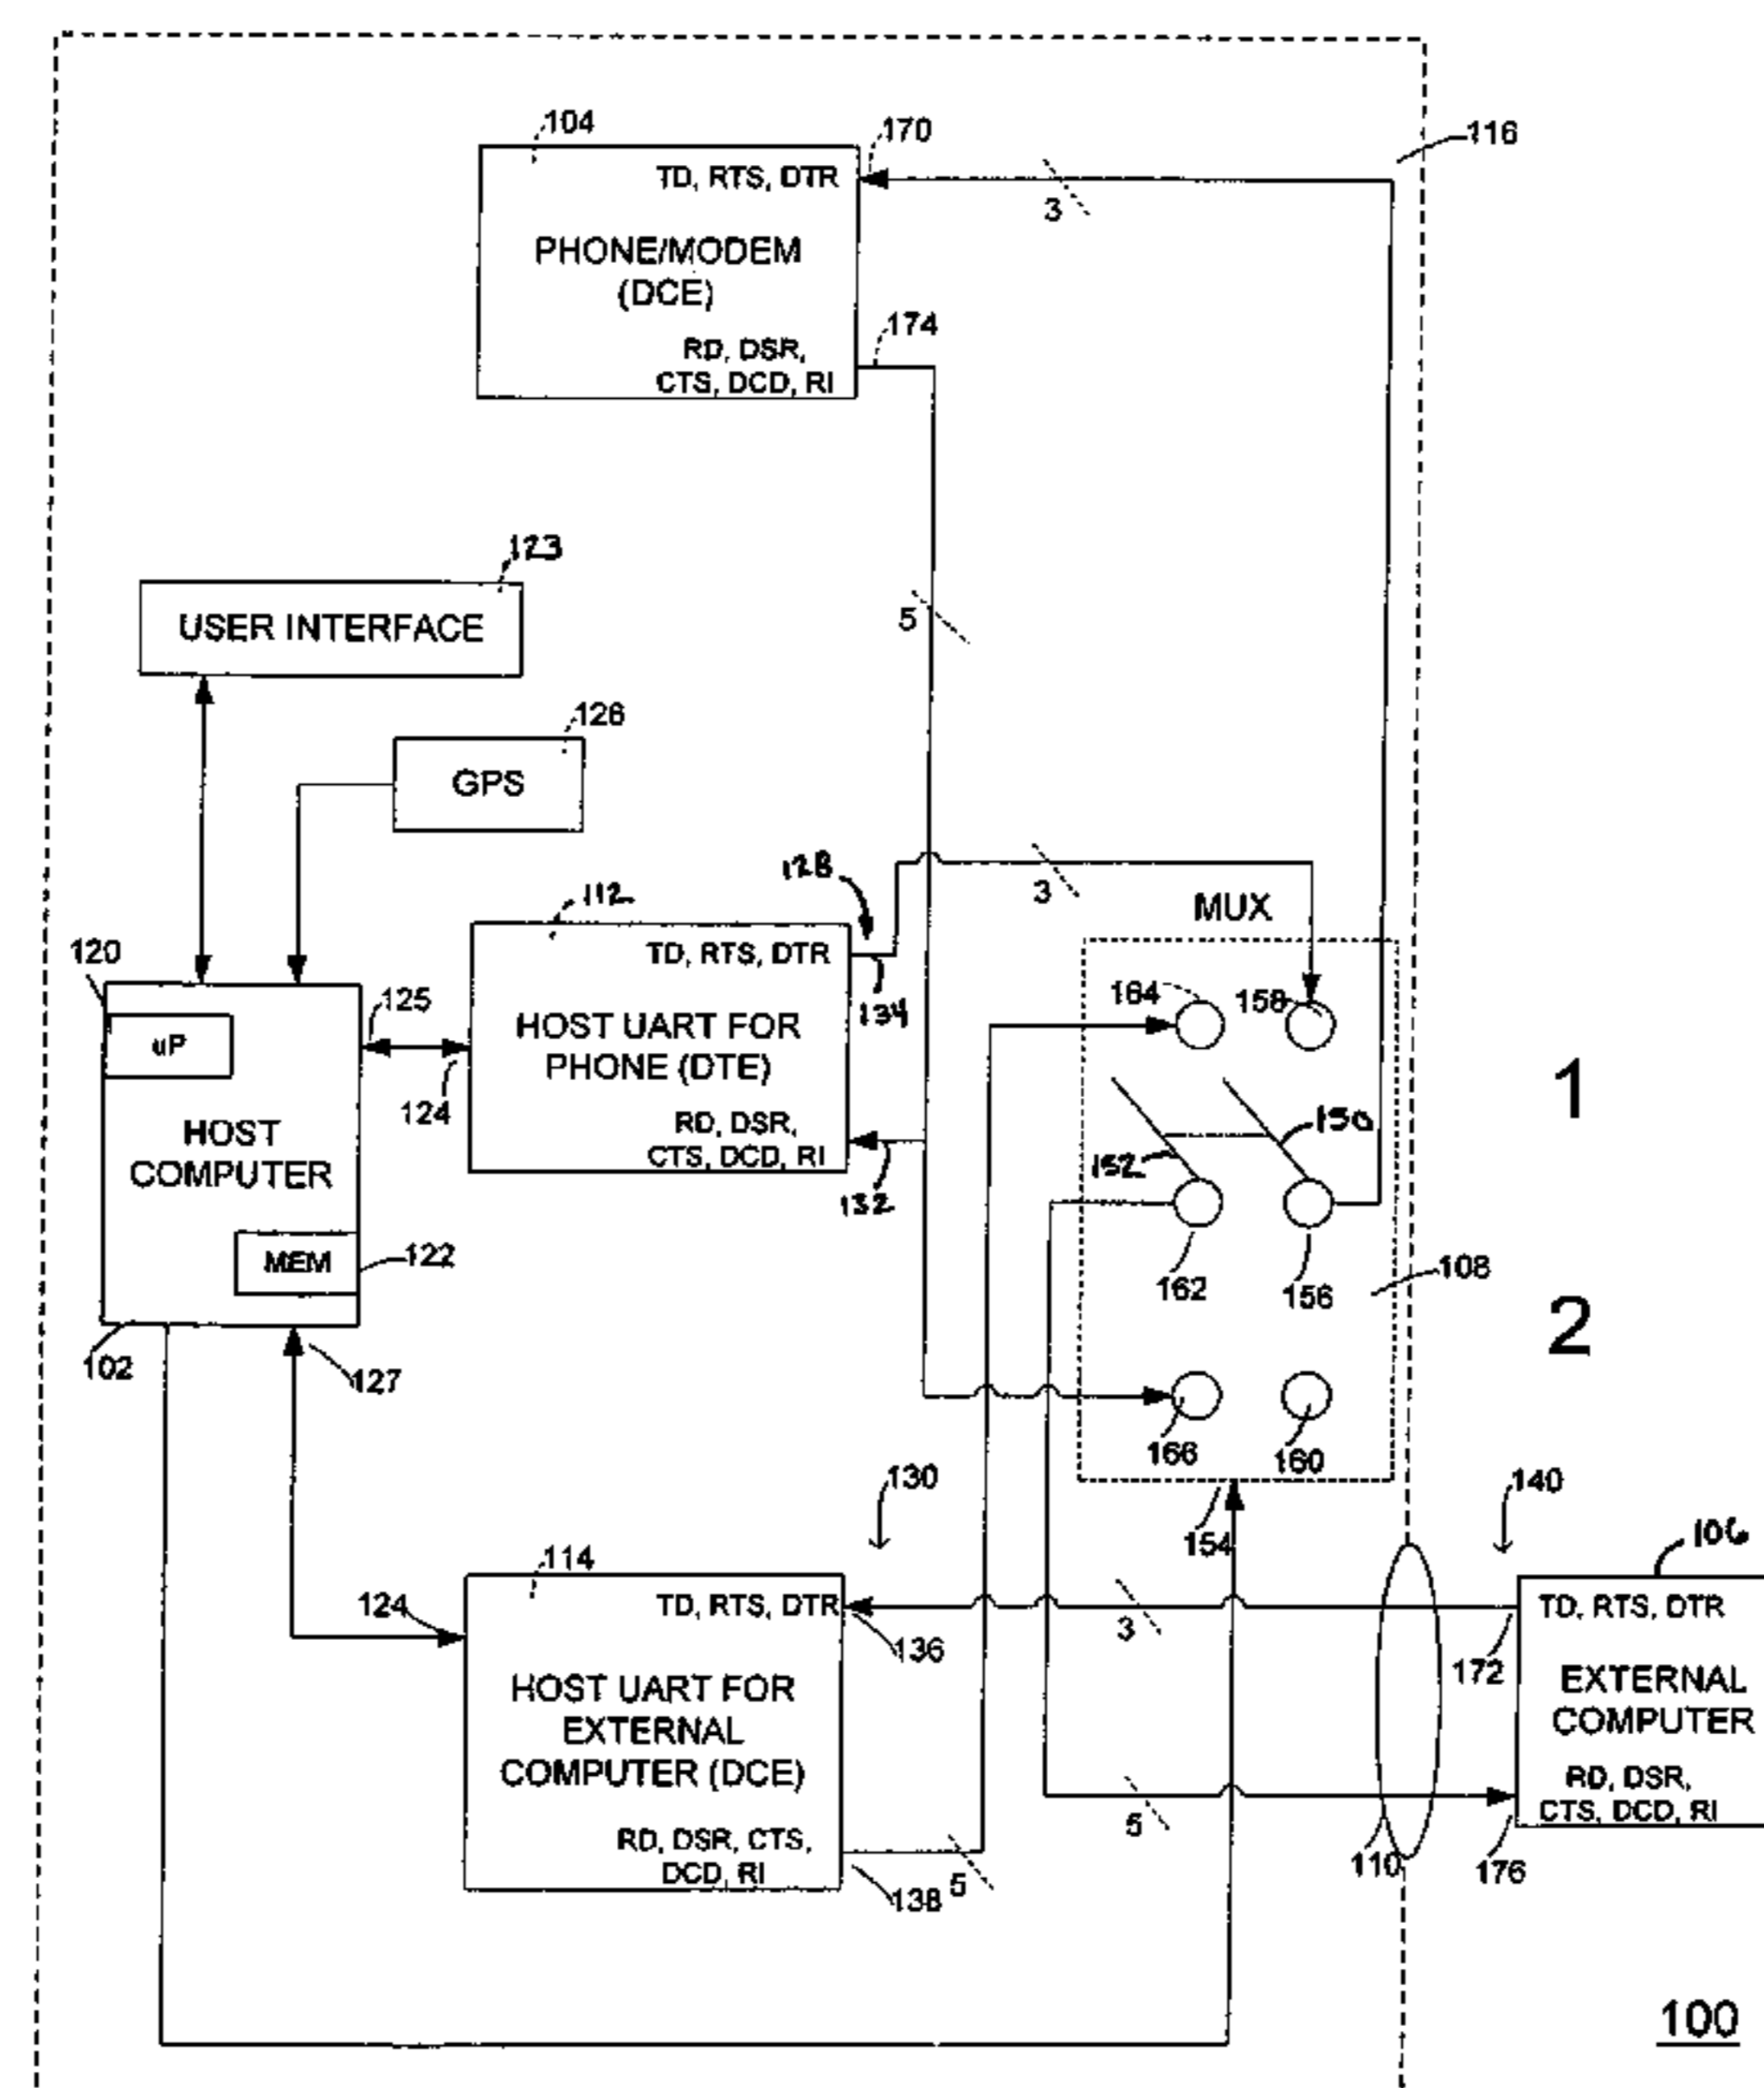 104
170
116
TD, RTS, DTR
3
PHONE/MODEM
(DCE)
174
RD, DSR,
CTS, DCD, RI
123
5
USER INTERFACE
126
GPS
128
3
112
MUX
120
TD, RTS, DTR
125
134
164
158
uP
HOST UART FOR
PHONE (DTE)
124
1
HOST
COMPUTER
RD, DSR,
CTS, DCD, RI
150
152
132
MEM
122
162
156
108
2
102
127
166
160
130
140
154
106
114
124
TD, RTS, DTR
136
3
TD, RTS, DTR
172
HOST UART FOR
EXTERNAL
COMPUTER (DCE)
EXTERNAL
COMPUTER
RD, DSR,
CTS, DCD, RI
5
RD, DSR, CTS,
DCD, RI
138
5
110
176
100